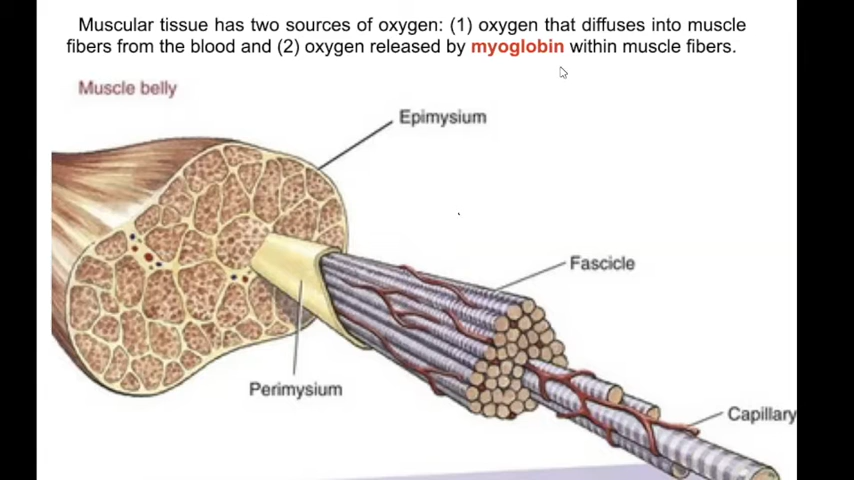 Muscular tissue has two sources of oxygen: (1) oxygen that diffuses into muscle
fibers from the blood and (2) oxygen released by myoglobin within muscle fibers.
Muscle belly
Epimysium
Fascicle
Perimysium
Capillary